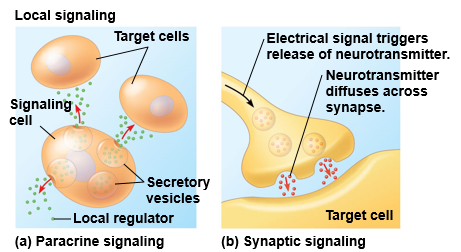 Local signaling
Target cells
Signaling
cell
Secretory
vesicles
Local regulator
(a) Paracrine signaling
Electrical signal triggers
release of neurotransmitter.
Neurotransmitter
diffuses across
synapse.
Target cell
(b) Synaptic signaling